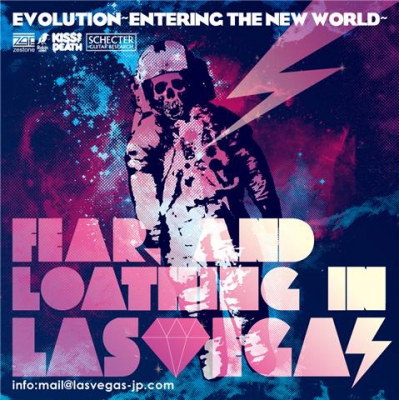 EVOLUTION~ENTERING THE NEW WORLD~
zestone
KISS OF DEATH
SCHECTER
GUITAR RESEARCH
FEAR AND
LOATHING IN
LAS VEGAS
info:mail@lasvegas-jp.com